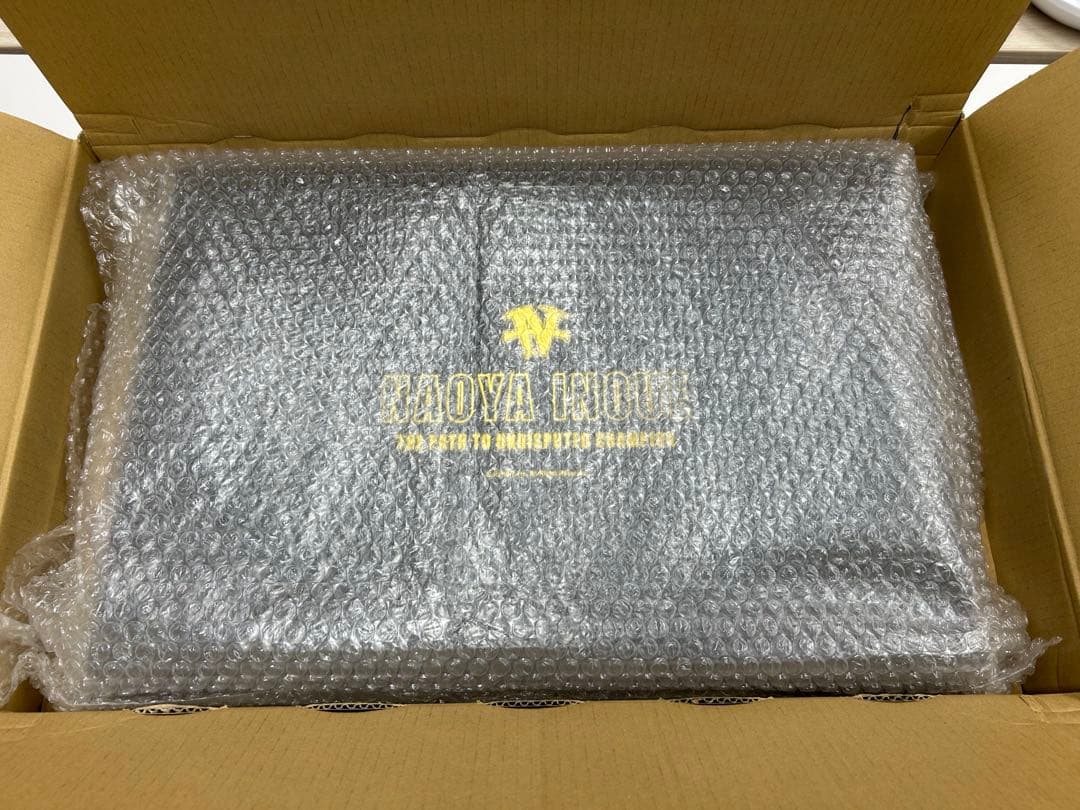 N
NAOYA INOUE
THE PATH TO UNDISPUTED CHAMPION